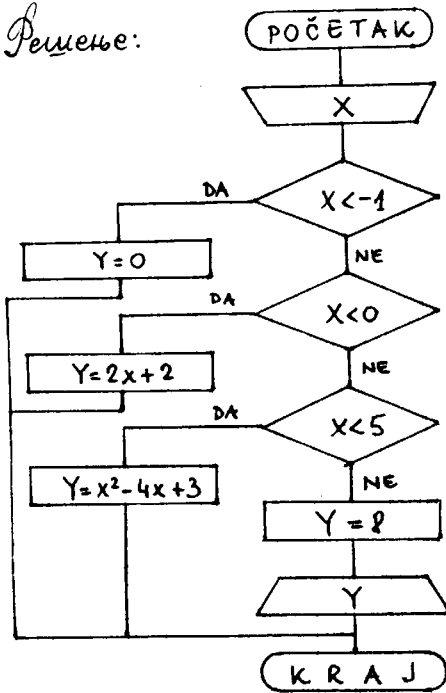 Решење:
POČETAK
X
X<-1
DA
NE
Y=0
X<0
DA
NE
Y=2x+2
X<5
DA
NE
Y=x²-4x+3
Y=8
Y
KRAJ